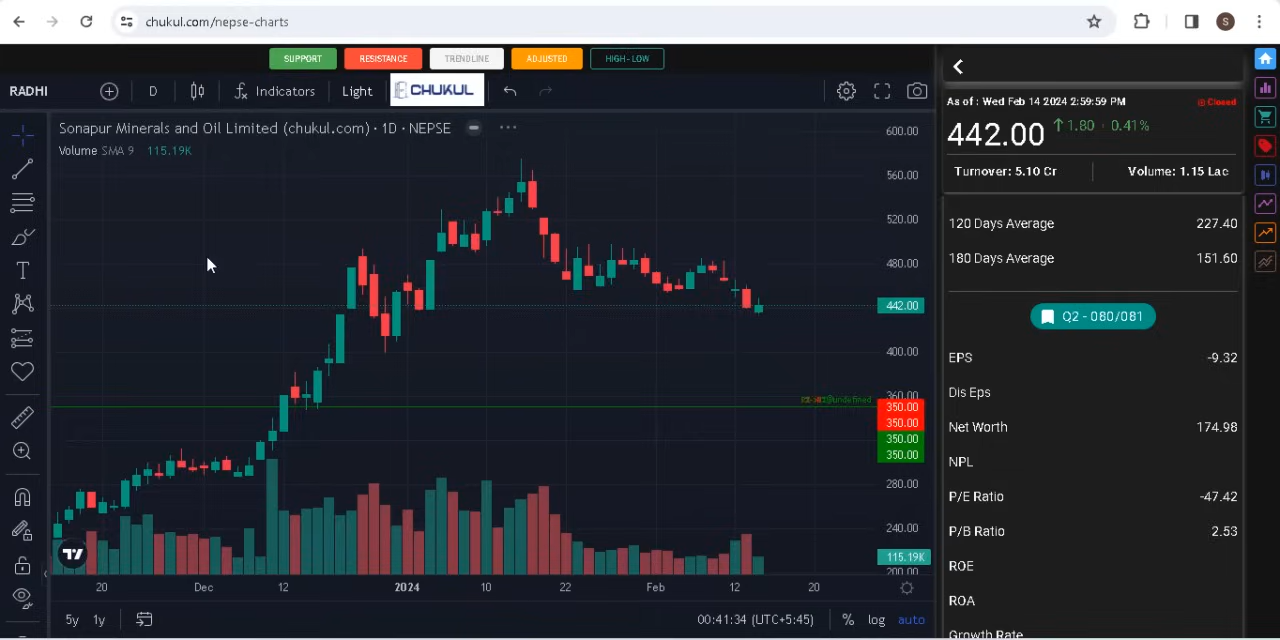 chukul.com/nepse-charts
S
SUPPORT RESISTANCE TRENDLINE ADJUSTED HIGH-LOW
RADHI D Indicators Light CHUKUL
Sonapur Minerals and Oil Limited (chukul.com) · 1D · NEPSE
Volume SMA 9 115.19K
600.00
560.00
520.00
480.00
442.00
400.00
360.00
350.00
350.00
350.00
350.00
280.00
240.00
115.19K
200.00
20 Dec 12 2024 10 22 Feb 12 20
5y 1y 00:41:34 (UTC+5:45) % log auto
As of : Wed Feb 14 2024 2:59:59 PM Closed
442.00 1.80 · 0.41%
Turnover: 5.10 Cr Volume: 1.15 Lac
120 Days Average 227.40
180 Days Average 151.60
Q2 - 080/081
EPS -9.32
Dis Eps
Net Worth 174.98
NPL
P/E Ratio -47.42
P/B Ratio 2.53
ROE
ROA
Growth Rate